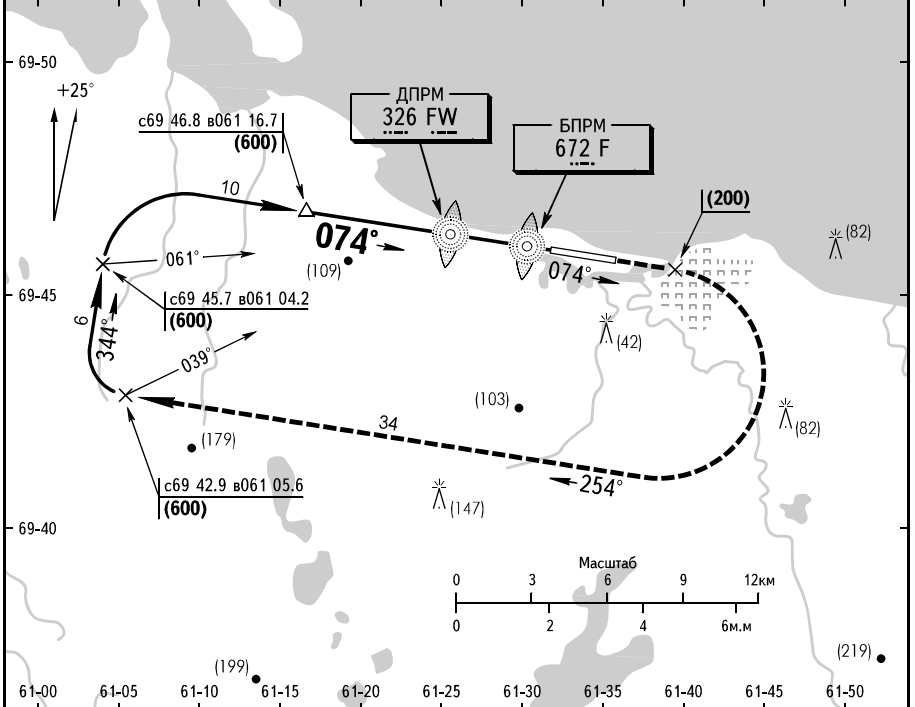 69-50
+25°
с69 46.8 в061 16.7
(600)
ДПРМ
326 FW
БПРМ
672 F
(200)
10
074°
061°
(109)
074°
(82)
69-45
с69 45.7 в061 04.2
(600)
6
344°
039°
(42)
(103)
34
(82)
(179)
254°
с69 42.9 в061 05.6
(600)
(147)
69-40
Масштаб
0 3 6 9 12км
0 2 4 6м.м
(199)
(219)
61-00 61-05 61-10 61-15 61-20 61-25 61-30 61-35 61-40 61-45 61-50